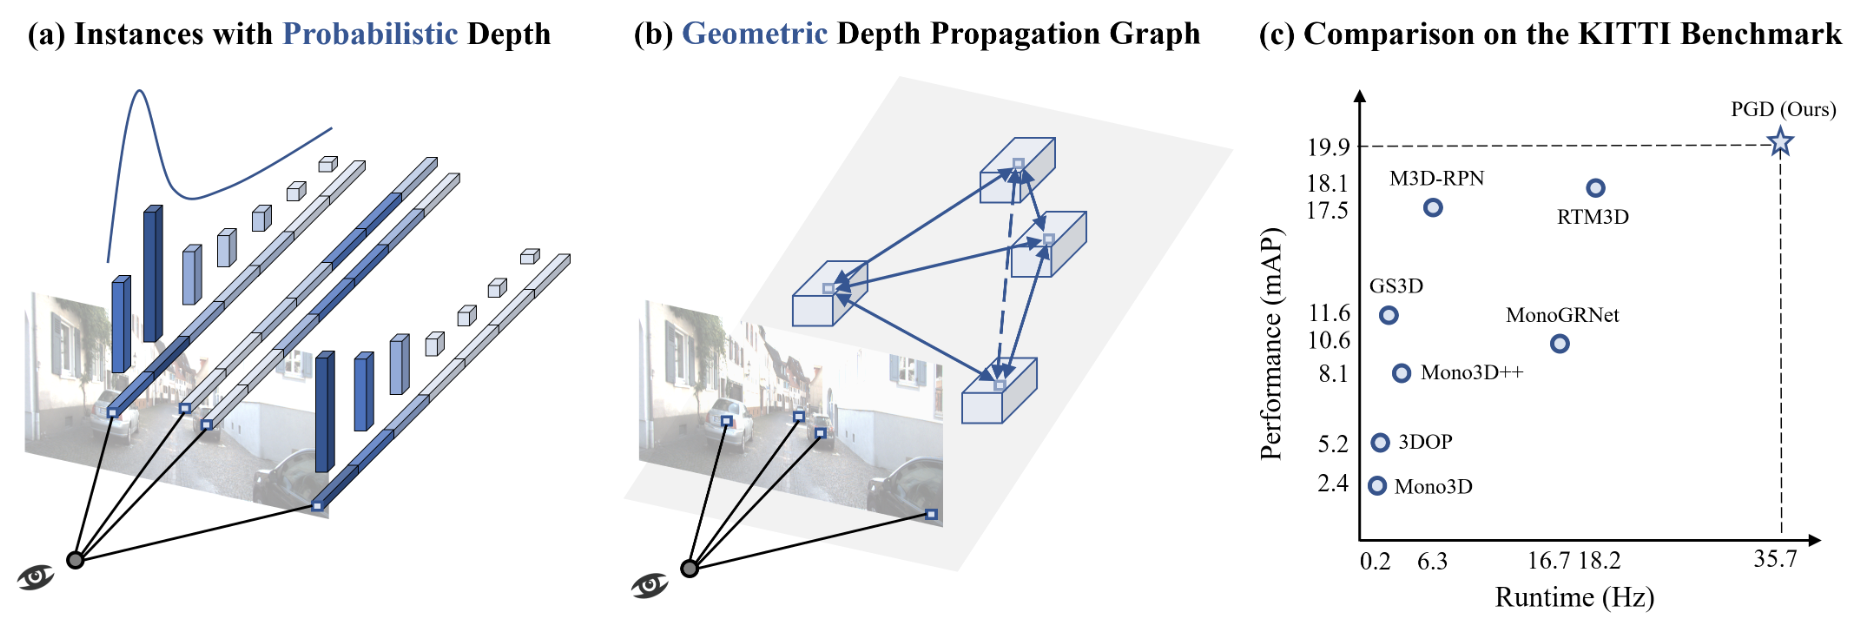 (a) Instances with Probabilistic Depth
(b) Geometric Depth Propagation Graph
(c) Comparison on the KITTI Benchmark
PGD (Ours)
19.9
M3D-RPN
18.1
17.5
RTM3D
GS3D
11.6
MonoGRNet
10.6
8.1
Mono3D++
5.2
3DOP
2.4
Mono3D
Performance (mAP)
0.2 6.3 16.7 18.2 35.7
Runtime (Hz)